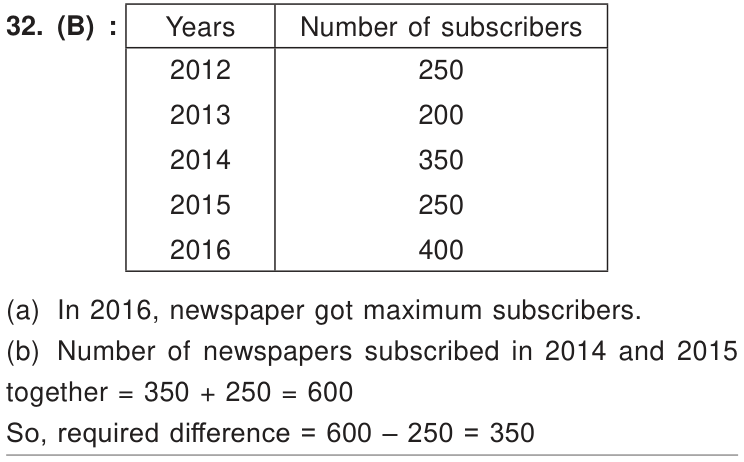 32. (B) : Years Number of subscribers
2012 250
2013 200
2014 350
2015 250
2016 400
(a) In 2016, newspaper got maximum subscribers.
(b) Number of newspapers subscribed in 2014 and 2015
together = 350 + 250 = 600
So, required difference = 600 – 250 = 350